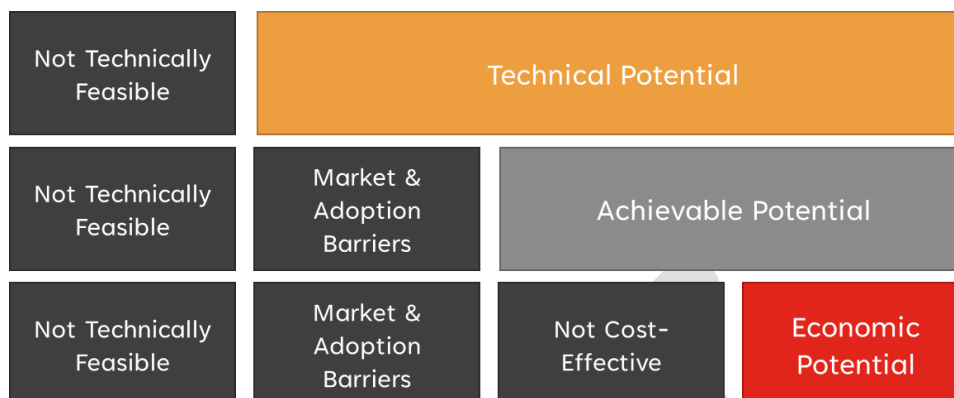 Not Technically
Feasible
Technical Potential
Not Technically
Feasible
Market &
Adoption
Barriers
Achievable Potential
Not Technically
Feasible
Market &
Adoption
Barriers
Not Cost-
Effective
Economic
Potential